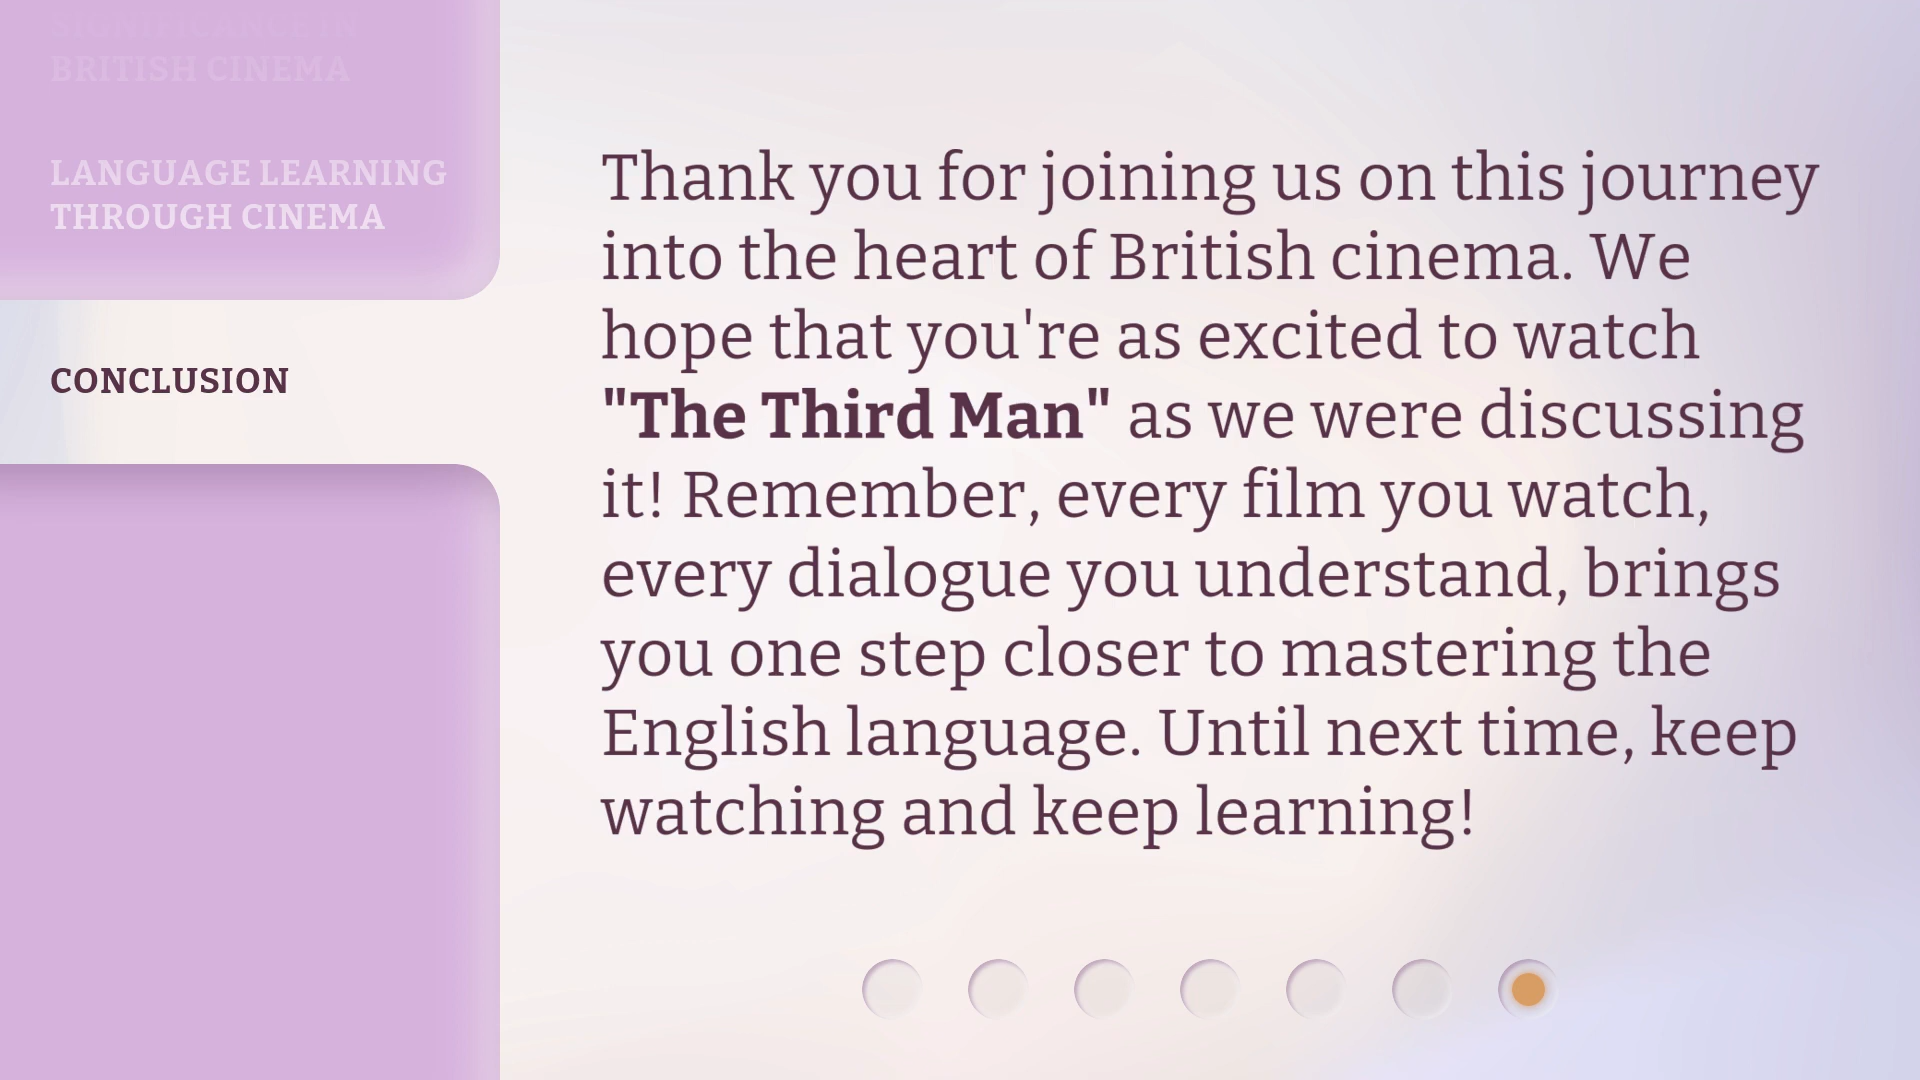 SIGNIFICANCE IN
BRITISH CINEMA
LANGUAGE LEARNING
THROUGH CINEMA
CONCLUSION
Thank you for joining us on this journey
into the heart of British cinema. We
hope that you're as excited to watch
"The Third Man" as we were discussing
it! Remember, every film you watch,
every dialogue you understand, brings
you one step closer to mastering the
English language. Until next time, keep
watching and keep learning!